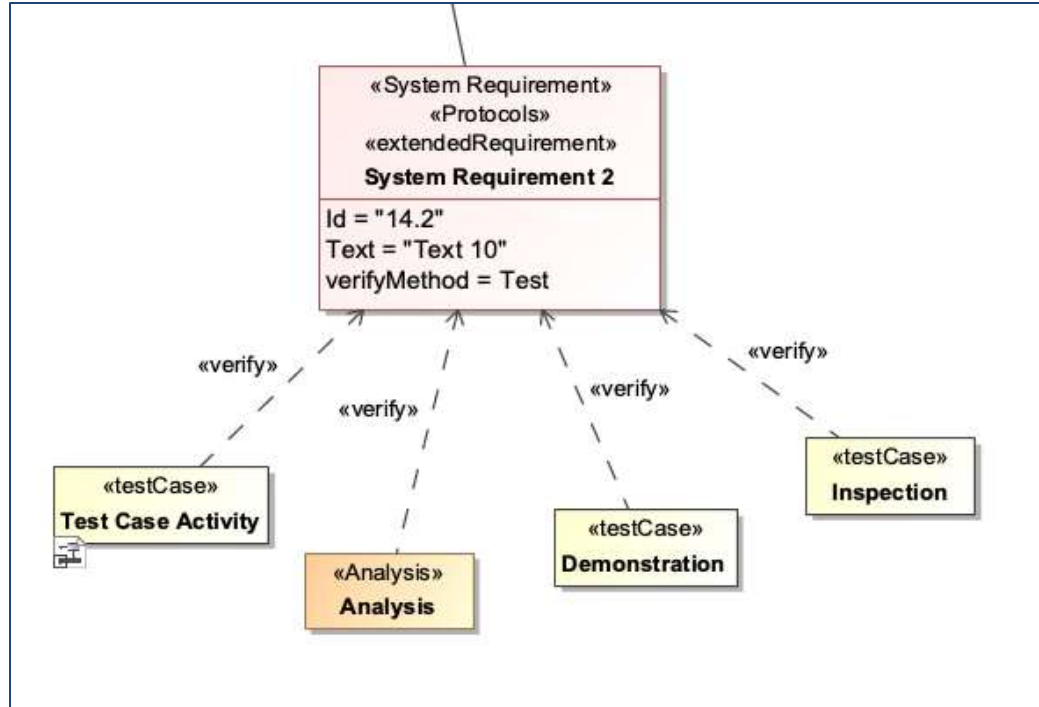 «System Requirement»
«Protocols»
«extendedRequirement»
System Requirement 2
Id = "14.2"
Text = "Text 10"
verifyMethod = Test
«verify»
«verify»
«verify»
«verify»
«testCase»
Test Case Activity
«Analysis»
Analysis
«testCase»
Demonstration
«testCase»
Inspection